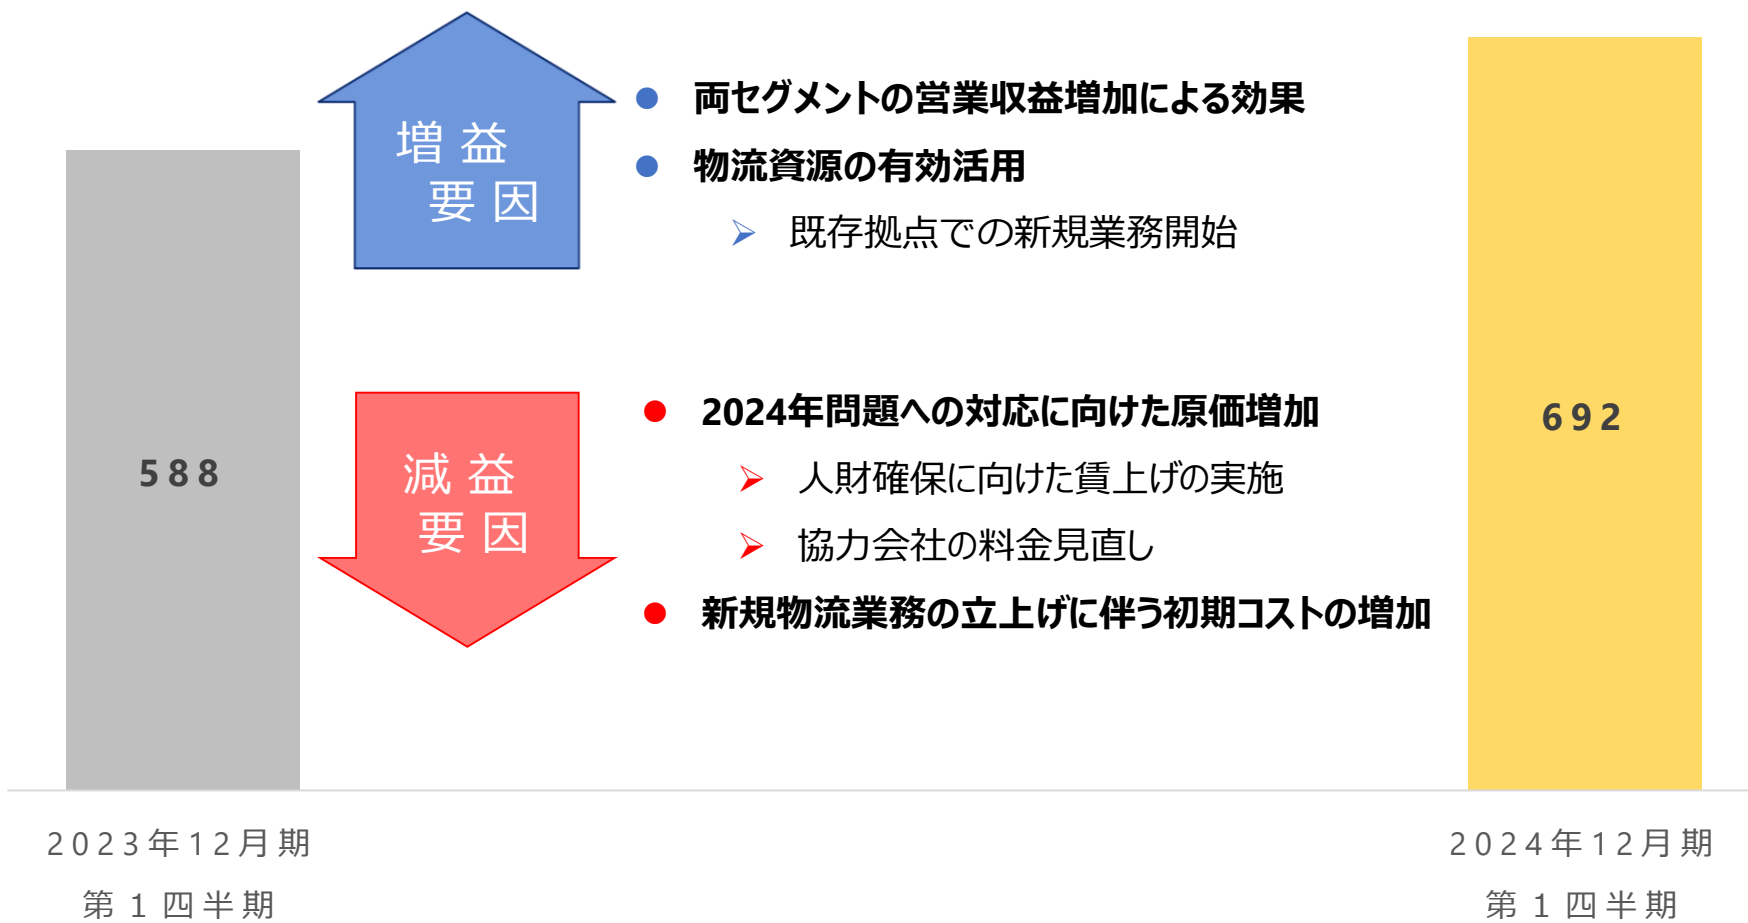 増益
要因
両セグメントの営業収益増加による効果
物流資源の有効活用
既存拠点での新規業務開始
減益
要因
2024年問題への対応に向けた原価増加
人財確保に向けた賃上げの実施
協力会社の料金見直し
新規物流業務の立上げに伴う初期コストの増加
588
692
2023年12月期
第1四半期
2024年12月期
第1四半期